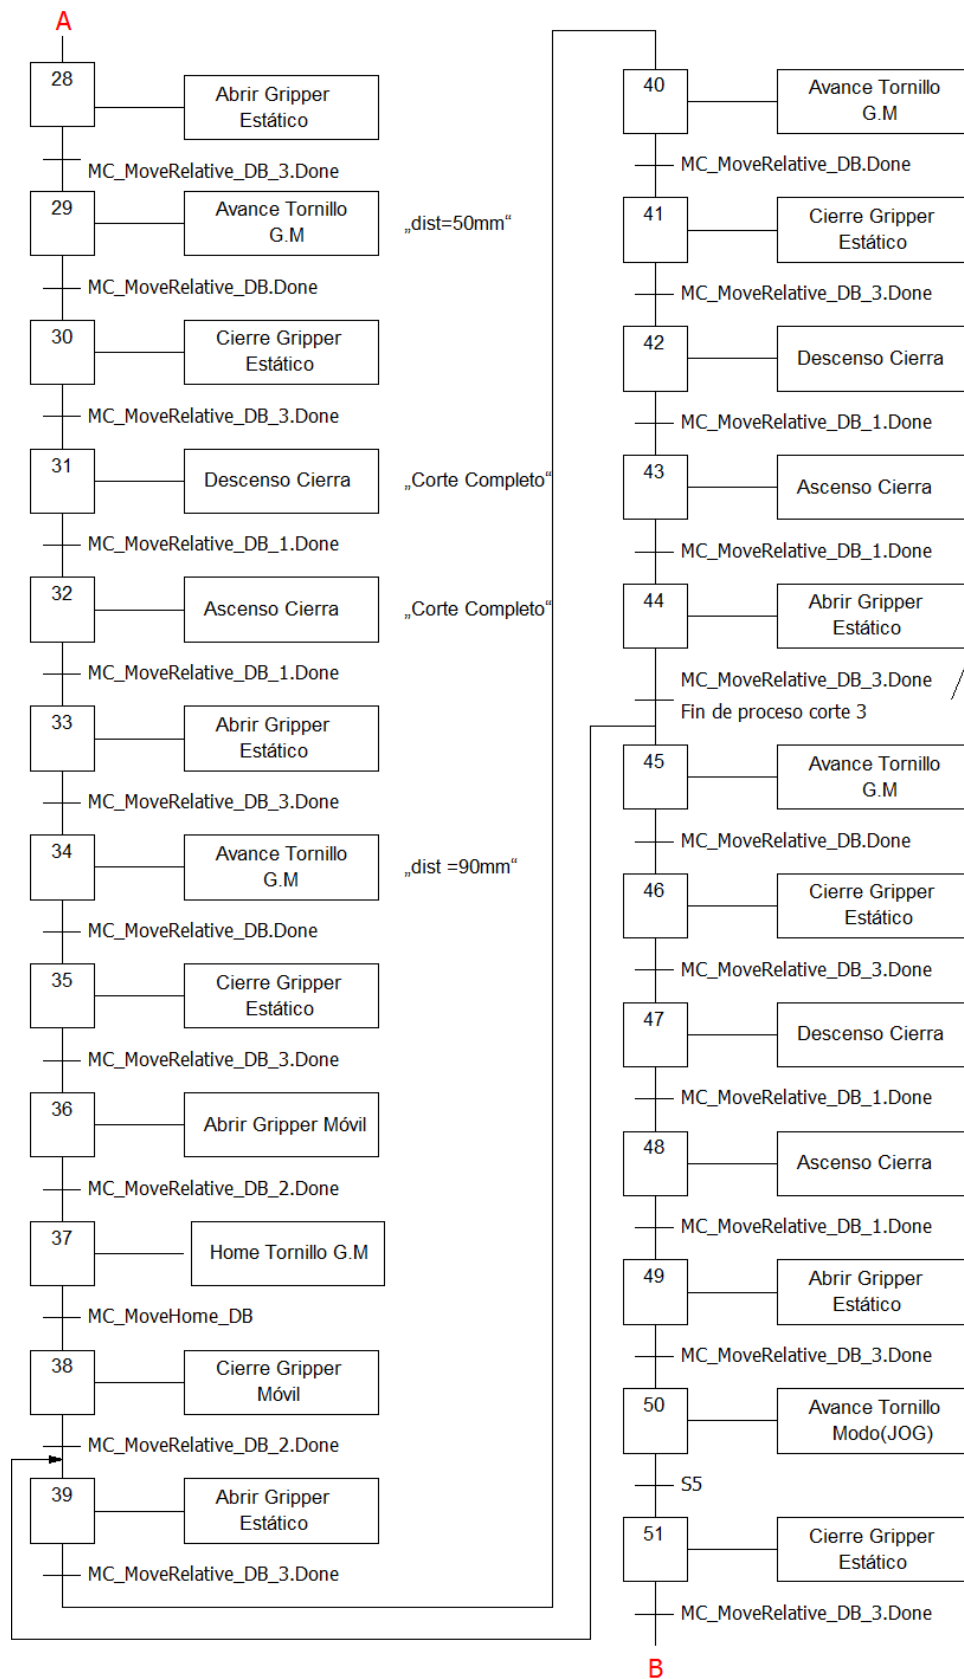 A
28
Abrir Gripper
Estático
MC_MoveRelative_DB_3.Done
29
Avance Tornillo
G.M
„dist=50mm“
MC_MoveRelative_DB.Done
30
Cierre Gripper
Estático
MC_MoveRelative_DB_3.Done
31
Descenso Cierra
„Corte Completo“
MC_MoveRelative_DB_1.Done
32
Ascenso Cierra
„Corte Completo“
MC_MoveRelative_DB_1.Done
33
Abrir Gripper
Estático
MC_MoveRelative_DB_3.Done
34
Avance Tornillo
G.M
„dist =90mm“
MC_MoveRelative_DB.Done
35
Cierre Gripper
Estático
MC_MoveRelative_DB_3.Done
36
Abrir Gripper Móvil
MC_MoveRelative_DB_2.Done
37
Home Tornillo G.M
MC_MoveHome_DB
38
Cierre Gripper
Móvil
MC_MoveRelative_DB_2.Done
39
Abrir Gripper
Estático
MC_MoveRelative_DB_3.Done
40
Avance Tornillo
G.M
MC_MoveRelative_DB.Done
41
Cierre Gripper
Estático
MC_MoveRelative_DB_3.Done
42
Descenso Cierra
MC_MoveRelative_DB_1.Done
43
Ascenso Cierra
MC_MoveRelative_DB_1.Done
44
Abrir Gripper
Estático
MC_MoveRelative_DB_3.Done
Fin de proceso corte 3
45
Avance Tornillo
G.M
MC_MoveRelative_DB.Done
46
Cierre Gripper
Estático
MC_MoveRelative_DB_3.Done
47
Descenso Cierra
MC_MoveRelative_DB_1.Done
48
Ascenso Cierra
MC_MoveRelative_DB_1.Done
49
Abrir Gripper
Estático
MC_MoveRelative_DB_3.Done
50
Avance Tornillo
Modo(JOG)
S5
51
Cierre Gripper
Estático
MC_MoveRelative_DB_3.Done
B